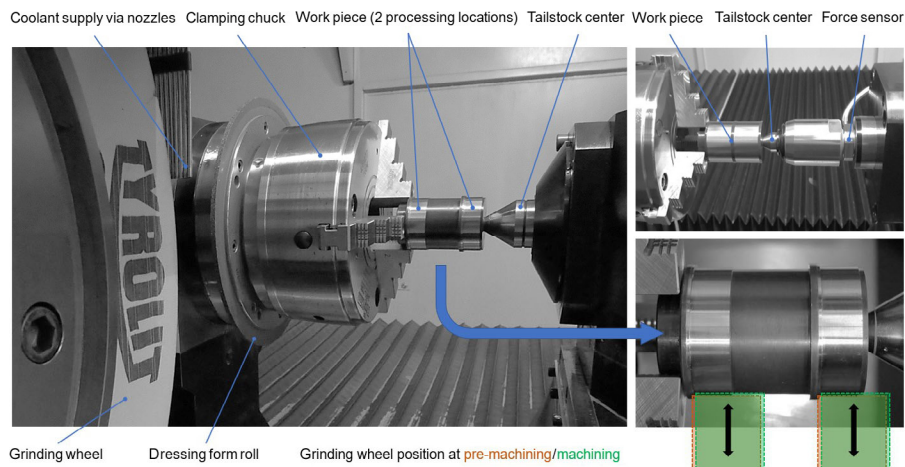 Coolant supply via nozzles Clamping chuck Work piece (2 processing locations) Tailstock center Work piece Tailstock center Force sensor
TYROLIT
Grinding wheel Dressing form roll Grinding wheel position at pre-machining/machining